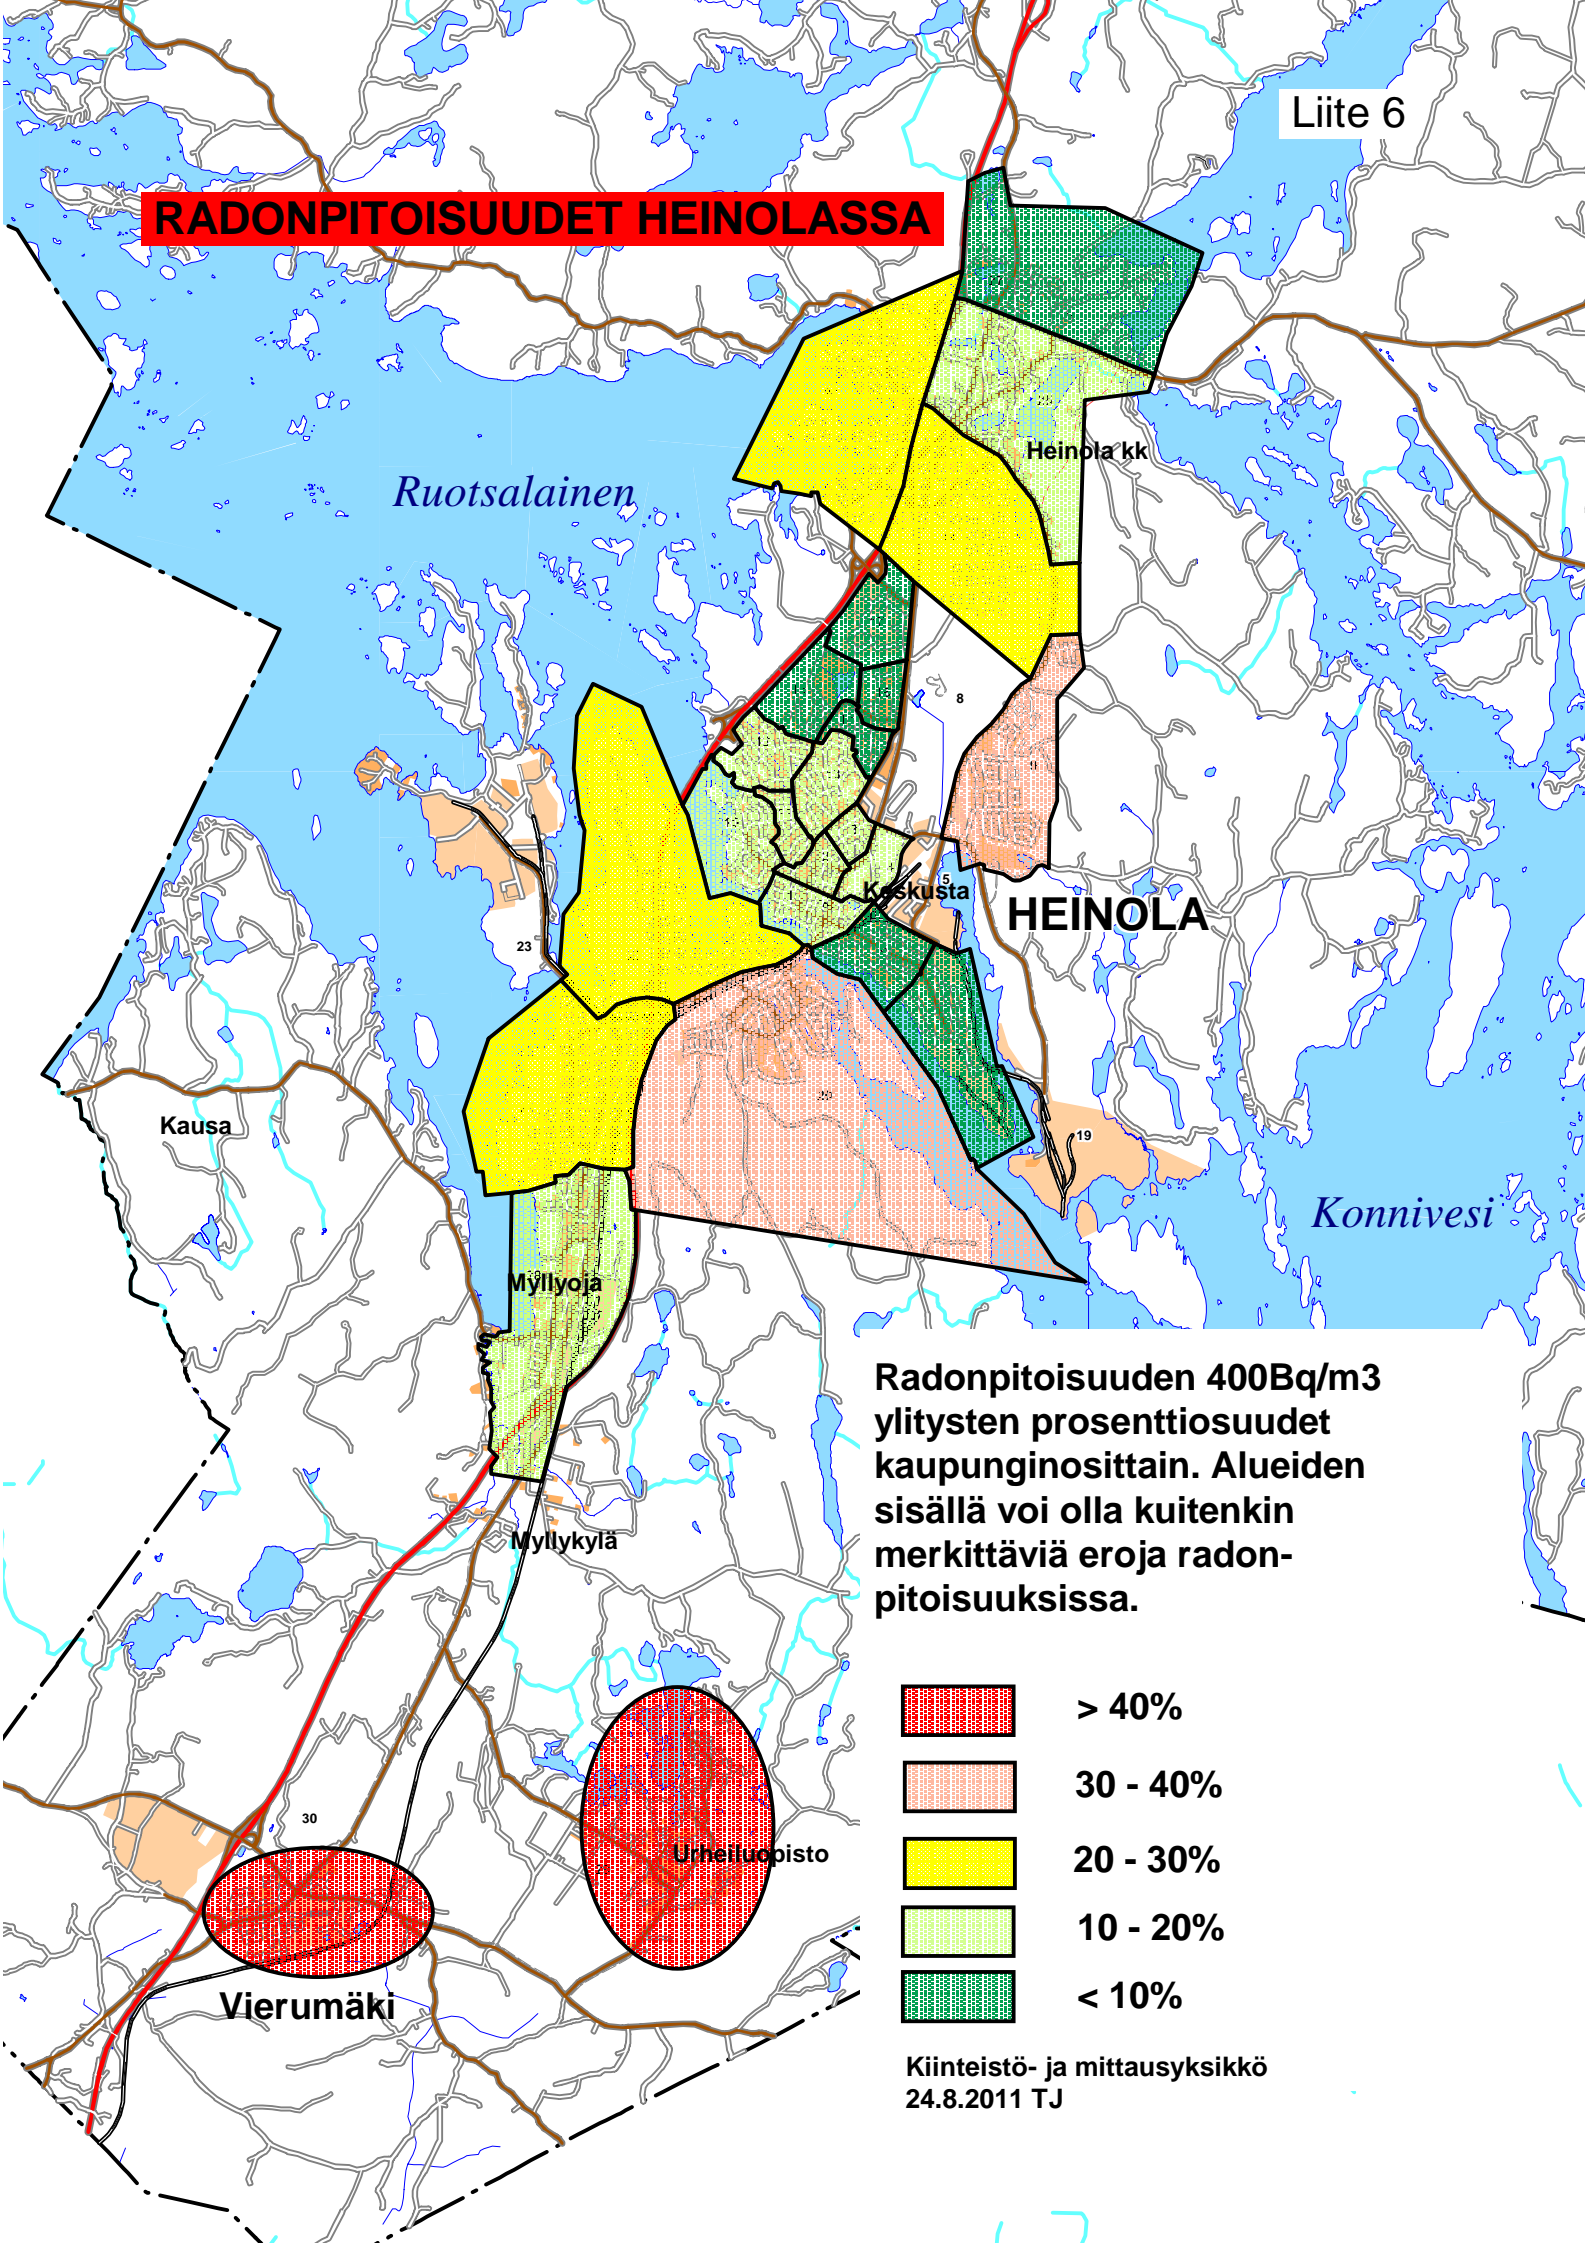 Liite 6
RADONPITOISUUDET HEINOLASSA
Heinola kk
Ruotsalainen
8
5
Keskusta
HEINOLA
23
Kausa
19
Konnivesi
Myllyoja
Radonpitoisuuden 400Bq/m3
ylitysten prosenttiosuudet
kaupunginosittain. Alueiden
sisällä voi olla kuitenkin
merkittäviä eroja radon-
pitoisuuksissa.
Myllykylä
> 40%
30 - 40%
30
20 - 30%
Urheiluopisto
10 - 20%
< 10%
Vierumäki
Kiinteistö- ja mittausyksikkö
24.8.2011 TJ